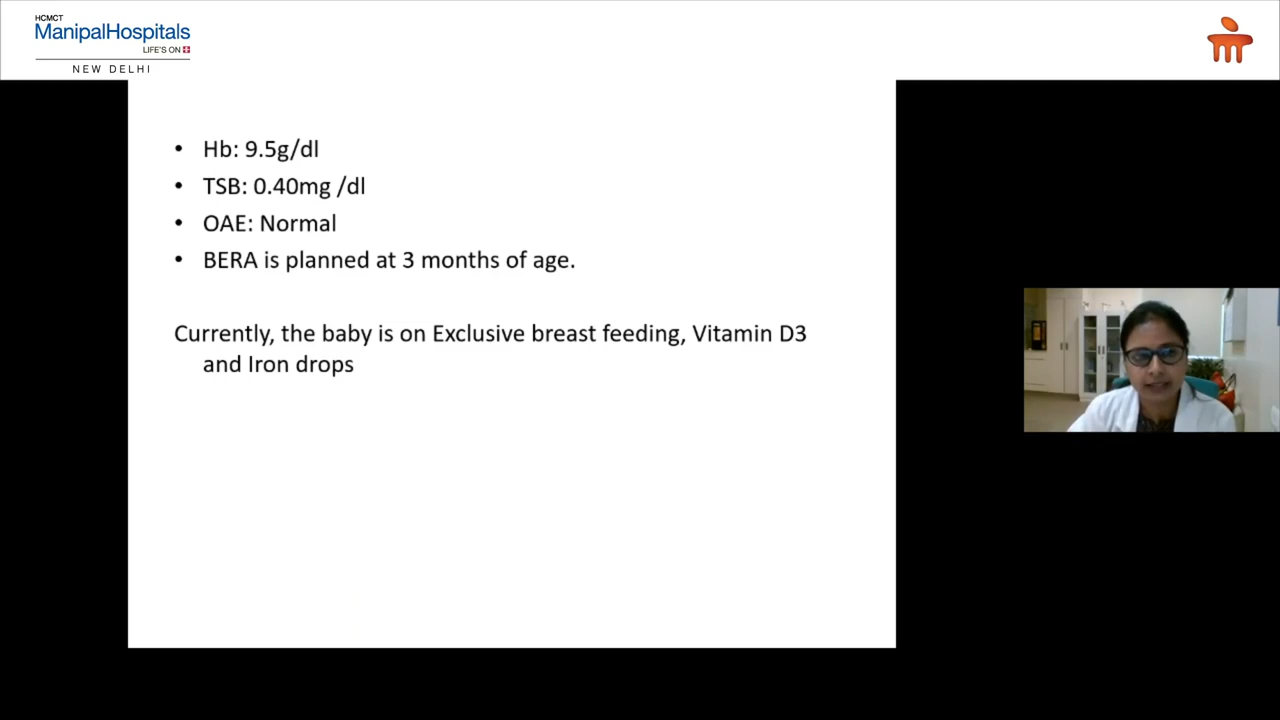 HCMCT
ManipalHospitals
LIFE'S ON
NEW DELHI
• Hb: 9.5g/dl
• TSB: 0.40mg /dl
• OAE: Normal
• BERA is planned at 3 months of age.
Currently, the baby is on Exclusive breast feeding, Vitamin D3
and Iron drops